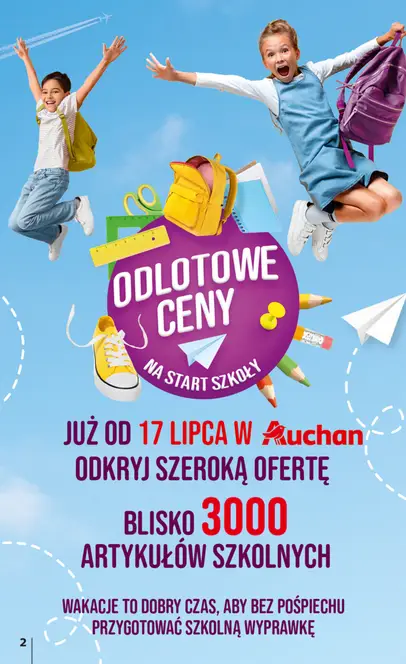 ODLOTOWE
CENY
NA START SZKOŁY
JUŻ OD 17 LIPCA W Auchan
ODKRYJ SZEROKĄ OFERTĘ
BLISKO 3000
ARTYKUŁÓW SZKOLNYCH
WAKACJE TO DOBRY CZAS, ABY BEZ POŚPIECHU
PRZYGOTOWAĆ SZKOLNĄ WYPRAWKĘ
2